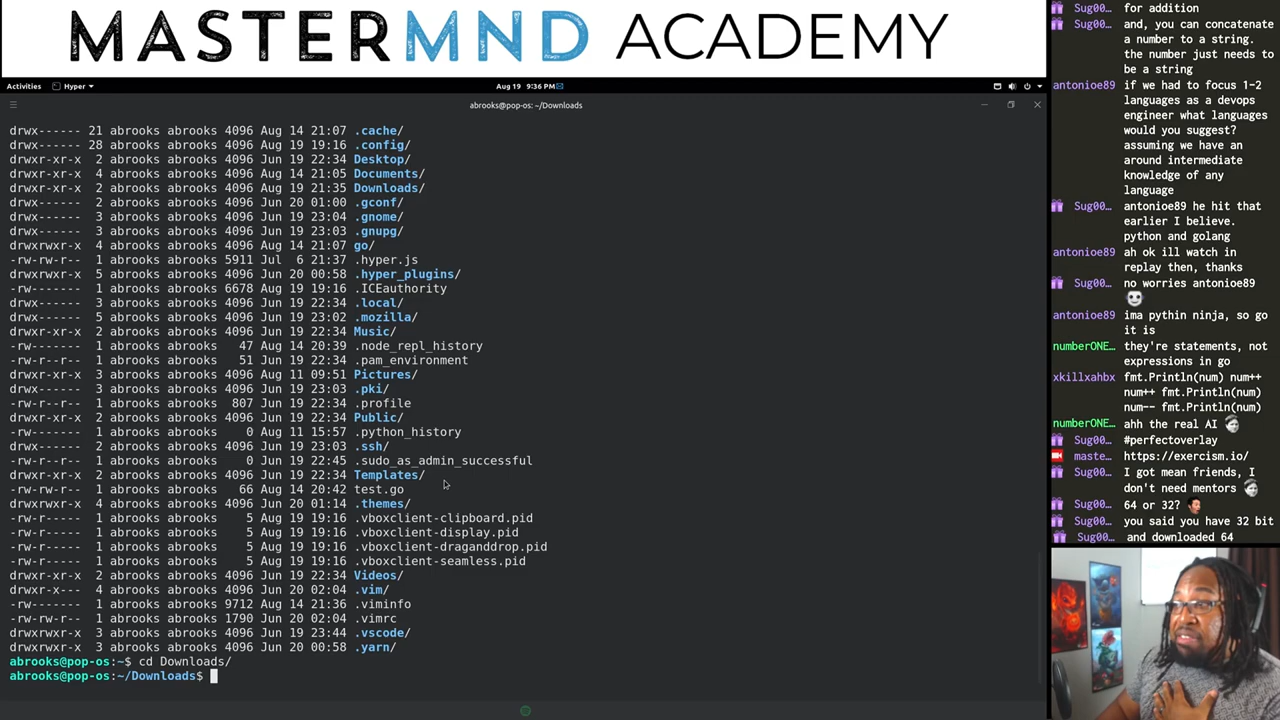 MASTERMND ACADEMY
Activities Hyper ▾ Aug 19 9:36 PM
abrooks@pop-os: ~/Downloads
drwx------ 21 abrooks abrooks 4096 Aug 14 21:07 .cache/
drwx------ 28 abrooks abrooks 4096 Aug 19 19:16 .config/
drwxr-xr-x 2 abrooks abrooks 4096 Jun 19 22:34 Desktop/
drwxr-xr-x 4 abrooks abrooks 4096 Aug 14 21:05 Documents/
drwxr-xr-x 2 abrooks abrooks 4096 Aug 19 21:35 Downloads/
drwx------ 2 abrooks abrooks 4096 Jun 20 01:00 .gconf/
drwx------ 3 abrooks abrooks 4096 Jun 19 23:04 .gnome/
drwx------ 3 abrooks abrooks 4096 Jun 19 23:03 .gnupg/
drwxrwxr-x 4 abrooks abrooks 4096 Aug 14 21:07 go/
-rw-rw-r-- 1 abrooks abrooks 5911 Jul 6 21:37 .hyper.js
drwxrwxr-x 5 abrooks abrooks 4096 Jun 20 00:58 .hyper_plugins/
-rw------- 1 abrooks abrooks 6678 Aug 19 19:16 .ICEauthority
drwx------ 3 abrooks abrooks 4096 Jun 19 22:34 .local/
drwx------ 5 abrooks abrooks 4096 Jun 19 23:02 .mozilla/
drwxr-xr-x 2 abrooks abrooks 4096 Jun 19 22:34 Music/
-rw------- 1 abrooks abrooks 47 Aug 14 20:39 .node_repl_history
-rw-r--r-- 1 abrooks abrooks 51 Jun 19 22:34 .pam_environment
drwxr-xr-x 3 abrooks abrooks 4096 Aug 11 09:51 Pictures/
drwx------ 3 abrooks abrooks 4096 Jun 19 23:03 .pki/
-rw-r--r-- 1 abrooks abrooks 807 Jun 19 22:34 .profile
drwxr-xr-x 2 abrooks abrooks 4096 Jun 19 22:34 Public/
-rw------- 1 abrooks abrooks 0 Aug 11 15:57 .python_history
drwx------ 2 abrooks abrooks 4096 Jun 19 23:03 .ssh/
-rw-r--r-- 1 abrooks abrooks 0 Jun 19 22:45 .sudo_as_admin_successful
drwxr-xr-x 2 abrooks abrooks 4096 Jun 19 22:34 Templates/
-rw-rw-r-- 1 abrooks abrooks 66 Aug 14 20:42 test.go
drwxrwxr-x 4 abrooks abrooks 4096 Jun 20 01:14 .themes/
-rw-r----- 1 abrooks abrooks 5 Aug 19 19:16 .vboxclient-clipboard.pid
-rw-r----- 1 abrooks abrooks 5 Aug 19 19:16 .vboxclient-display.pid
-rw-r----- 1 abrooks abrooks 5 Aug 19 19:16 .vboxclient-draganddrop.pid
-rw-r----- 1 abrooks abrooks 5 Aug 19 19:16 .vboxclient-seamless.pid
drwxr-xr-x 2 abrooks abrooks 4096 Jun 19 22:34 Videos/
drwxr-x--- 4 abrooks abrooks 4096 Jun 20 02:04 .vim/
-rw------- 1 abrooks abrooks 9712 Aug 14 21:36 .viminfo
-rw-rw-r-- 1 abrooks abrooks 1790 Jun 20 02:04 .vimrc
drwxrwxr-x 3 abrooks abrooks 4096 Jun 19 23:44 .vscode/
drwxrwxr-x 3 abrooks abrooks 4096 Jun 20 00:58 .yarn/
abrooks@pop-os:~$ cd Downloads/
abrooks@pop-os:~/Downloads$
Sug00… for addition
Sug00… and, you can concatenate
a number to a string.
the number just needs to
be a string
antonioe89 if we had to focus 1-2
languages as a devops
engineer what languages
would you suggest?
assuming we have an
around intermediate
knowledge of any
language
Sug00… antonioe89 he hit that
earlier I believe.
python and golang
antonioe89 ah ok ill watch in
replay then, thanks
Sug00… no worries antonioe89
antonioe89 ima pythin ninja, so go
it is
numberONE… they're statements, not
expressions in go
xkillxahbx fmt.Println(num) num++
num++ fmt.Println(num)
num-- fmt.Println(num)
numberONE… ahh the real AI
Sug00… #perfectoverlay
maste… https://exercism.io/
Sug00… I got mean friends, I
don't need mentors
Sug00… 64 or 32?
Sug00… you said you have 32 bit
Sug00… and downloaded 64